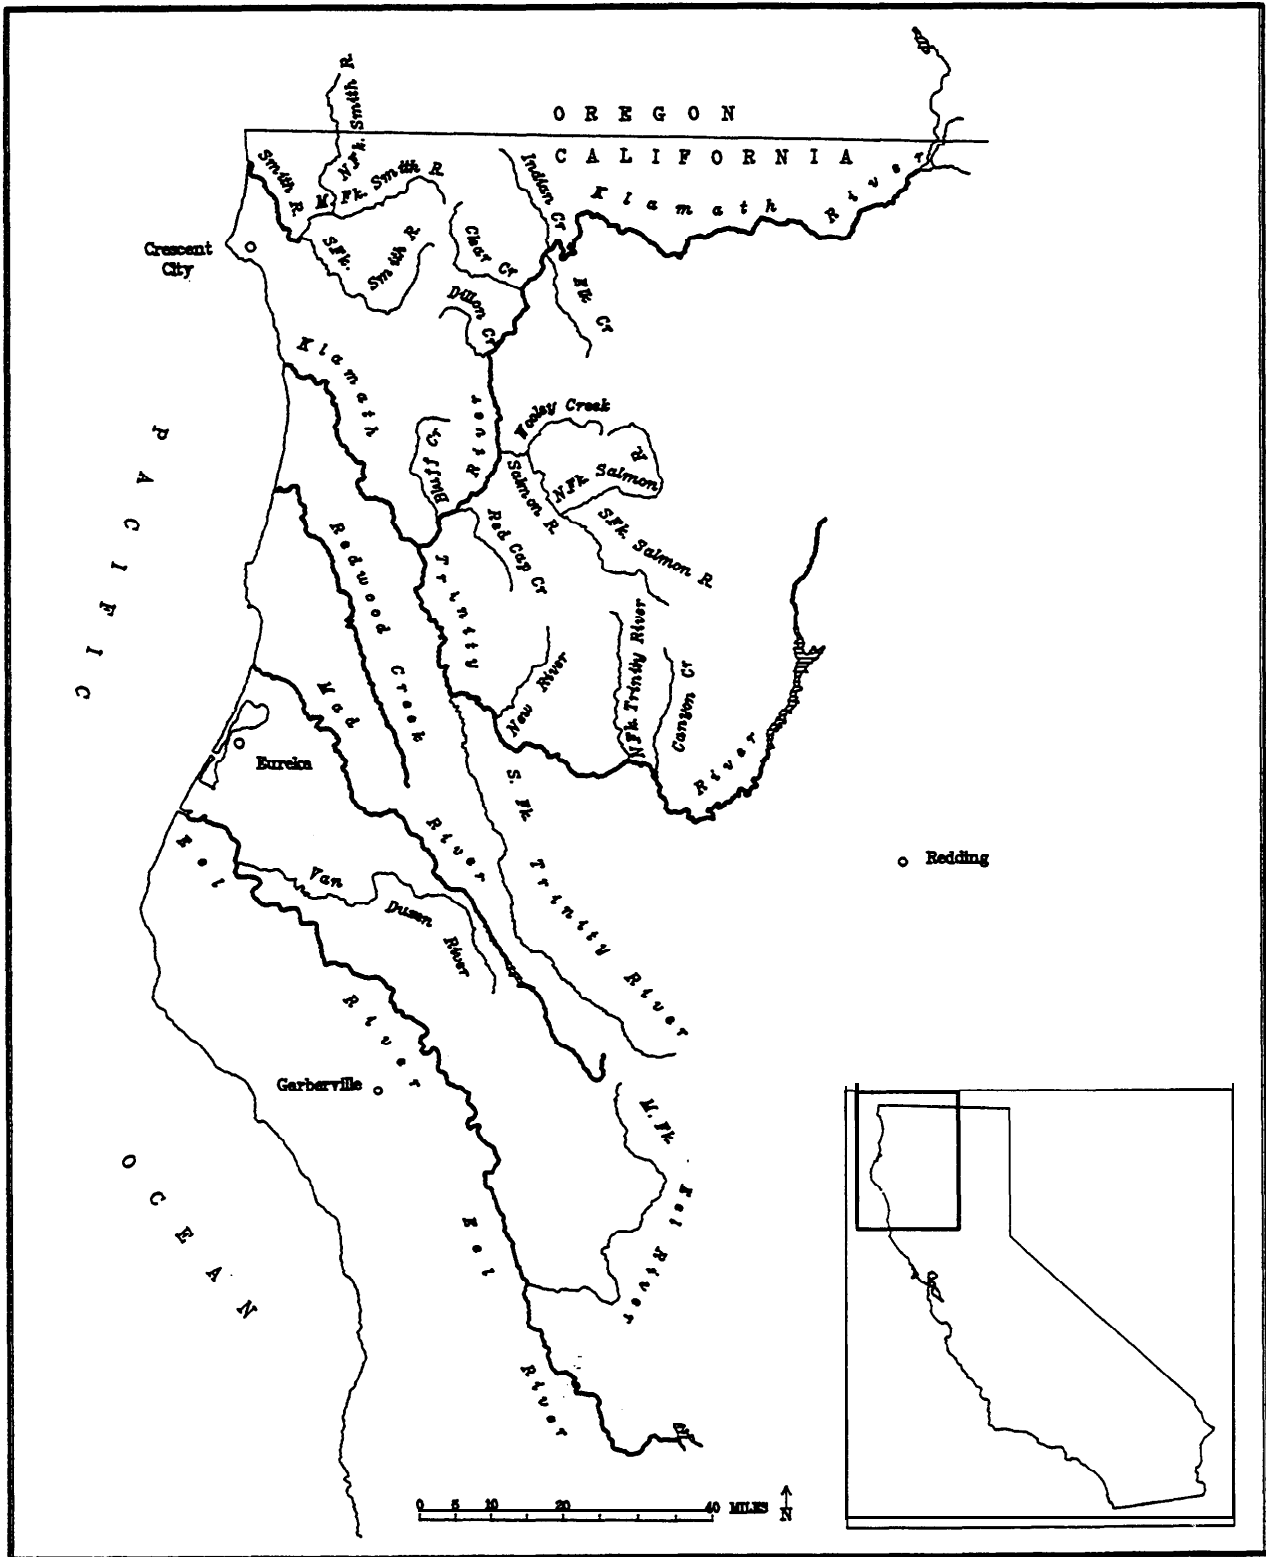 OREGON
CALIFORNIA
N.Fk. Smith R.
Smith R.
M. Fk. Smith R.
S.Fk. Smith R.
Indian Cr
Klamath River
Crescent
City
Clear Cr
Elk Cr
Dillon Cr
Klamath River
Wooley Creek
Bluff Cr
Salmon R.
N.Fk Salmon R.
S.Fk. Salmon R
Red Cap Cr
PACIFIC
Redwood Creek
Trinity River
New River
N.Fk Trinity River
Canyon Cr
Mad River
Eureka
S. Fk Trinity River
Redding
Eel River
Van Duzen River
Garberville
M. Fk Eel River
OCEAN
Eel River
0 5 10 20 40 MILES
N